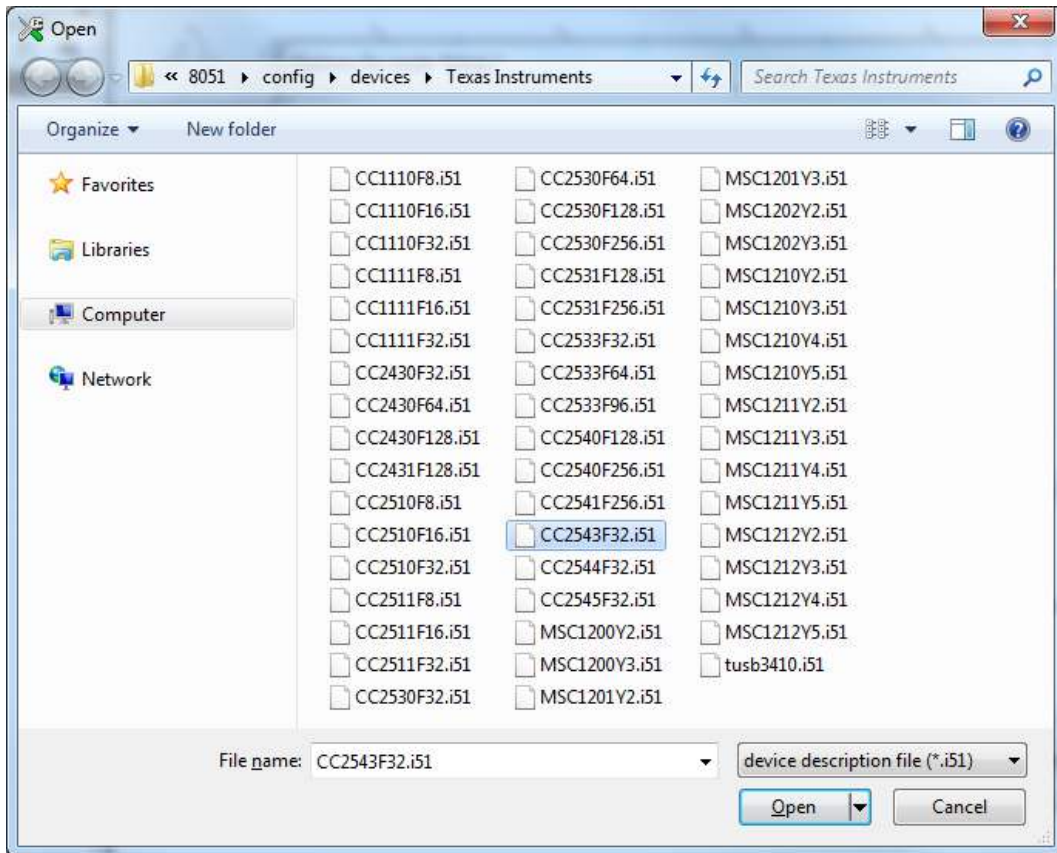 Open
« 8051 ▸ config ▸ devices ▸ Texas Instruments
Search Texas Instruments
Organize
New folder
Favorites
Libraries
Computer
Network
CC1110F8.i51
CC1110F16.i51
CC1110F32.i51
CC1111F8.i51
CC1111F16.i51
CC1111F32.i51
CC2430F32.i51
CC2430F64.i51
CC2430F128.i51
CC2431F128.i51
CC2510F8.i51
CC2510F16.i51
CC2510F32.i51
CC2511F8.i51
CC2511F16.i51
CC2511F32.i51
CC2530F32.i51
CC2530F64.i51
CC2530F128.i51
CC2530F256.i51
CC2531F128.i51
CC2531F256.i51
CC2533F32.i51
CC2533F64.i51
CC2533F96.i51
CC2540F128.i51
CC2540F256.i51
CC2541F256.i51
CC2543F32.i51
CC2544F32.i51
CC2545F32.i51
MSC1200Y2.i51
MSC1200Y3.i51
MSC1201Y2.i51
MSC1201Y3.i51
MSC1202Y2.i51
MSC1202Y3.i51
MSC1210Y2.i51
MSC1210Y3.i51
MSC1210Y4.i51
MSC1210Y5.i51
MSC1211Y2.i51
MSC1211Y3.i51
MSC1211Y4.i51
MSC1211Y5.i51
MSC1212Y2.i51
MSC1212Y3.i51
MSC1212Y4.i51
MSC1212Y5.i51
tusb3410.i51
File name: CC2543F32.i51
device description file (*.i51)
Open
Cancel